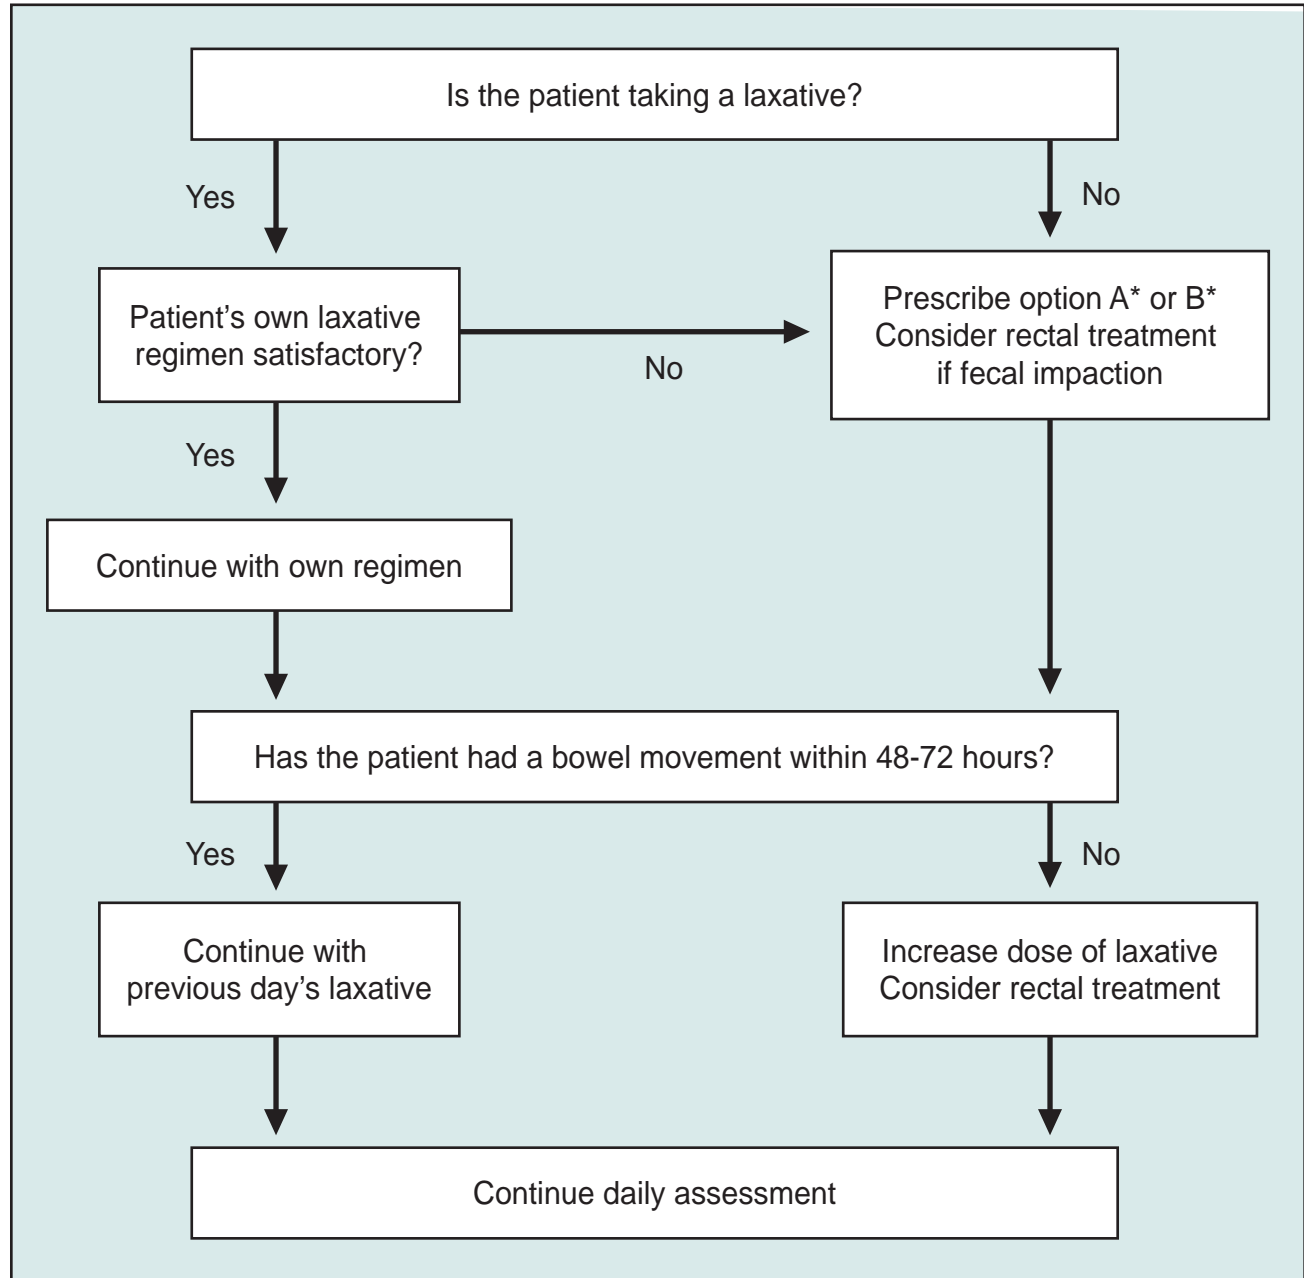 Is the patient taking a laxative?
Yes
No
Patient’s own laxative
regimen satisfactory?
No
Prescribe option A* or B*
Consider rectal treatment
if fecal impaction
Yes
Continue with own regimen
Has the patient had a bowel movement within 48-72 hours?
Yes
No
Continue with
previous day’s laxative
Increase dose of laxative
Consider rectal treatment
Continue daily assessment